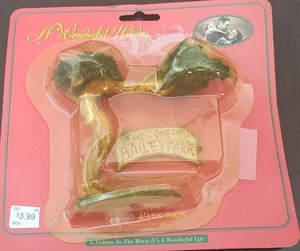 A Wonderful Holiday
WELCOME TO
BAILEY PARK
PARK SIGN
$3.99
A Tribute To The Movie It's A Wonderful Life